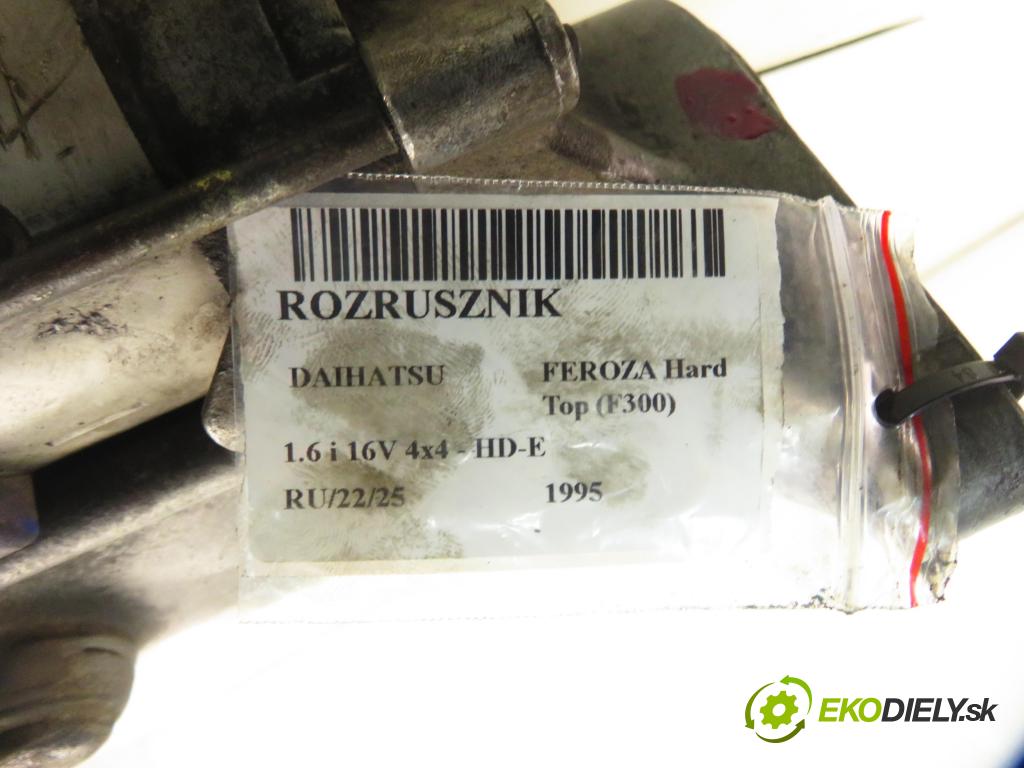 ROZRUSZNIK
DAIHATSU
FEROZA Hard
Top (F300)
1.6 i 16V 4x4 - HD-E
RU/22/25
1995
EKODIELY.sk